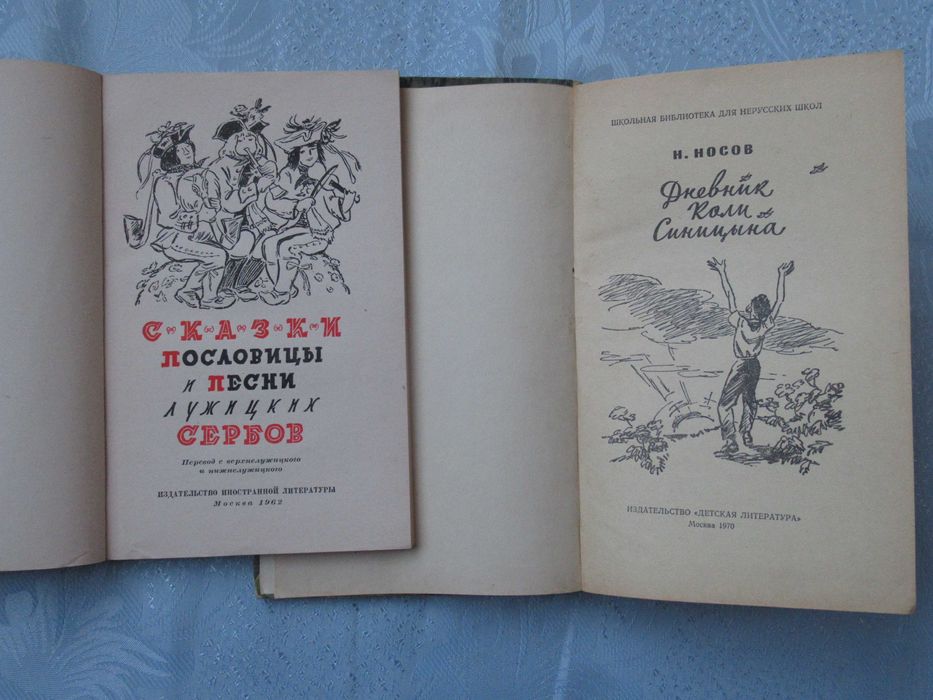 С·К·А·З·К·И
ПОСЛОВИЦЫ
И ПЕСНИ
ЛУЖИЦКИХ
СЕРБОВ
Перевод с верхнелужицкого
и нижнелужицкого
ИЗДАТЕЛЬСТВО ИНОСТРАННОЙ ЛИТЕРАТУРЫ
Москва 1962
ШКОЛЬНАЯ БИБЛИОТЕКА ДЛЯ НЕРУССКИХ ШКОЛ
Н. НОСОВ
Дневник
Коли
Синицына
ИЗДАТЕЛЬСТВО «ДЕТСКАЯ ЛИТЕРАТУРА»
Москва 1970